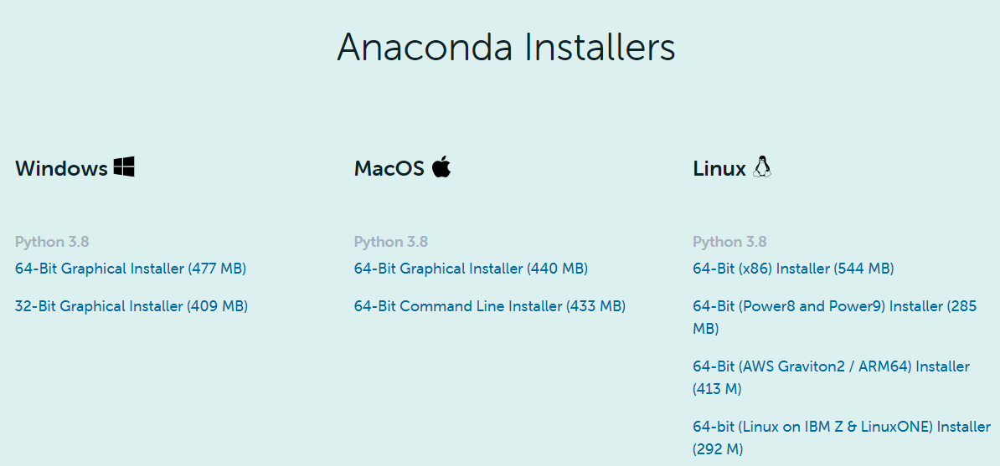 Anaconda Installers
Windows
Python 3.8
64-Bit Graphical Installer (477 MB)
32-Bit Graphical Installer (409 MB)
MacOS
Python 3.8
64-Bit Graphical Installer (440 MB)
64-Bit Command Line Installer (433 MB)
Linux
Python 3.8
64-Bit (x86) Installer (544 MB)
64-Bit (Power8 and Power9) Installer (285
MB)
64-Bit (AWS Graviton2 / ARM64) Installer
(413 M)
64-bit (Linux on IBM Z & LinuxONE) Installer
(292 M)